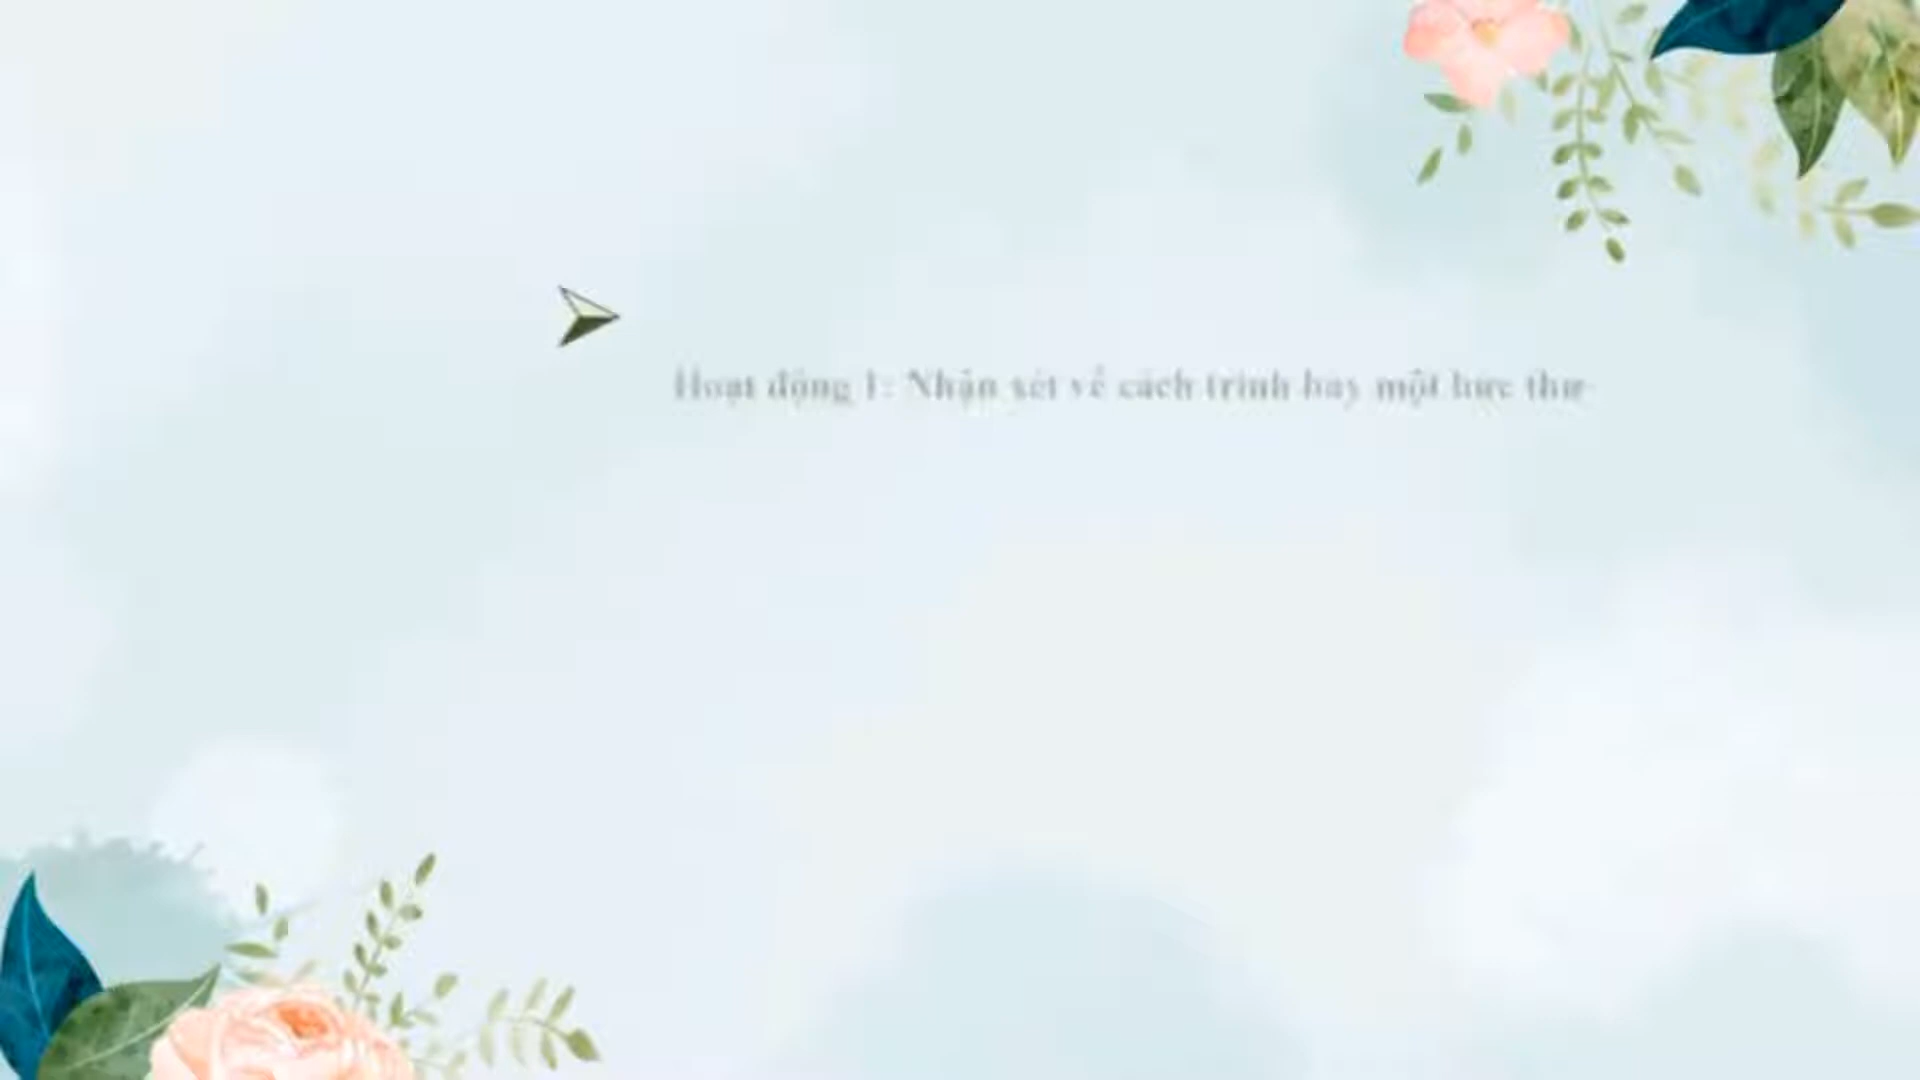 Hoạt động 1: Nhận xét về cách trình bày một bức thư